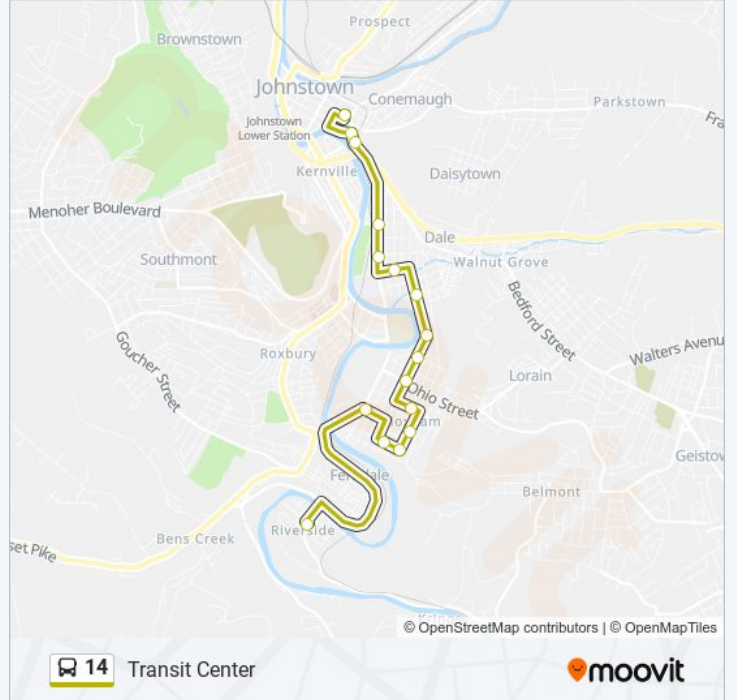 Prospect
Brownstown
Johnstown
Conemaugh
Parkstown
Johnstown
Lower Station
Kernville
Daisytown
Menoher Boulevard
Dale
Southmont
Walnut Grove
Bedford Street
Goucher Street
Roxbury
Walters Avenu
Lorain
Ohio Street
Geistow
Belmont
Riverside
Bens Creek
set Pike
© OpenStreetMap contributors | © OpenMapTiles
14 Transit Center
moovit